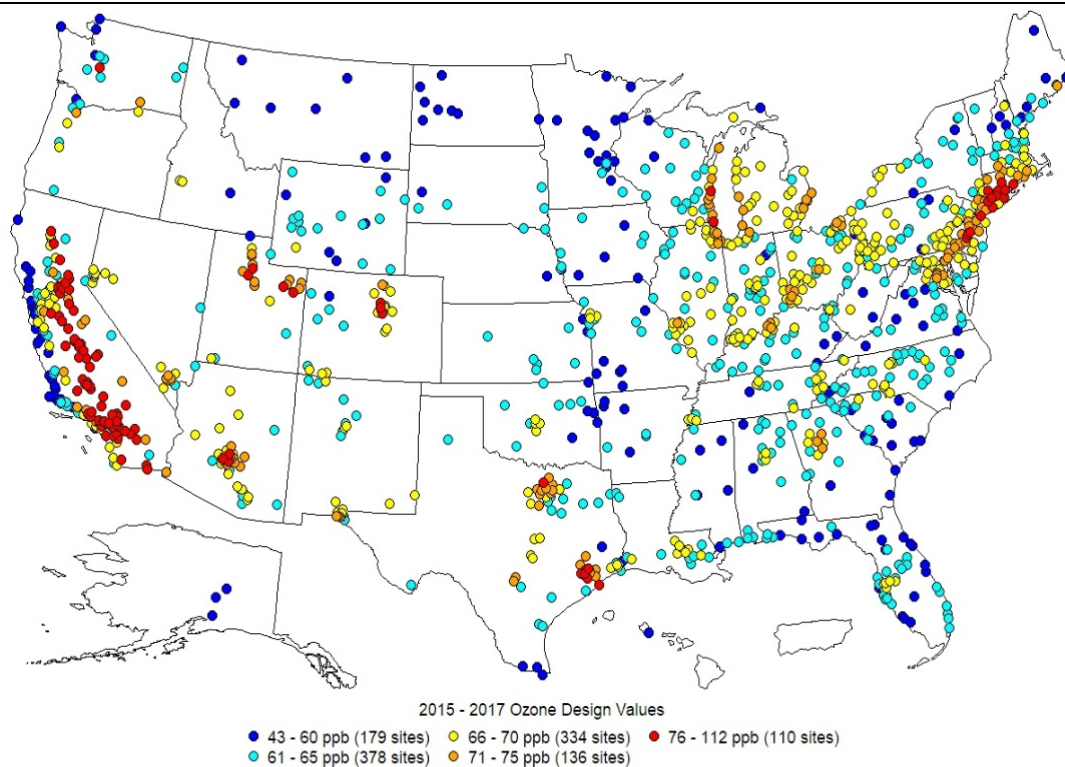 2015 - 2017 Ozone Design Values
43 - 60 ppb (179 sites) 66 - 70 ppb (334 sites) 76 - 112 ppb (110 sites)
61 - 65 ppb (378 sites) 71 - 75 ppb (136 sites)